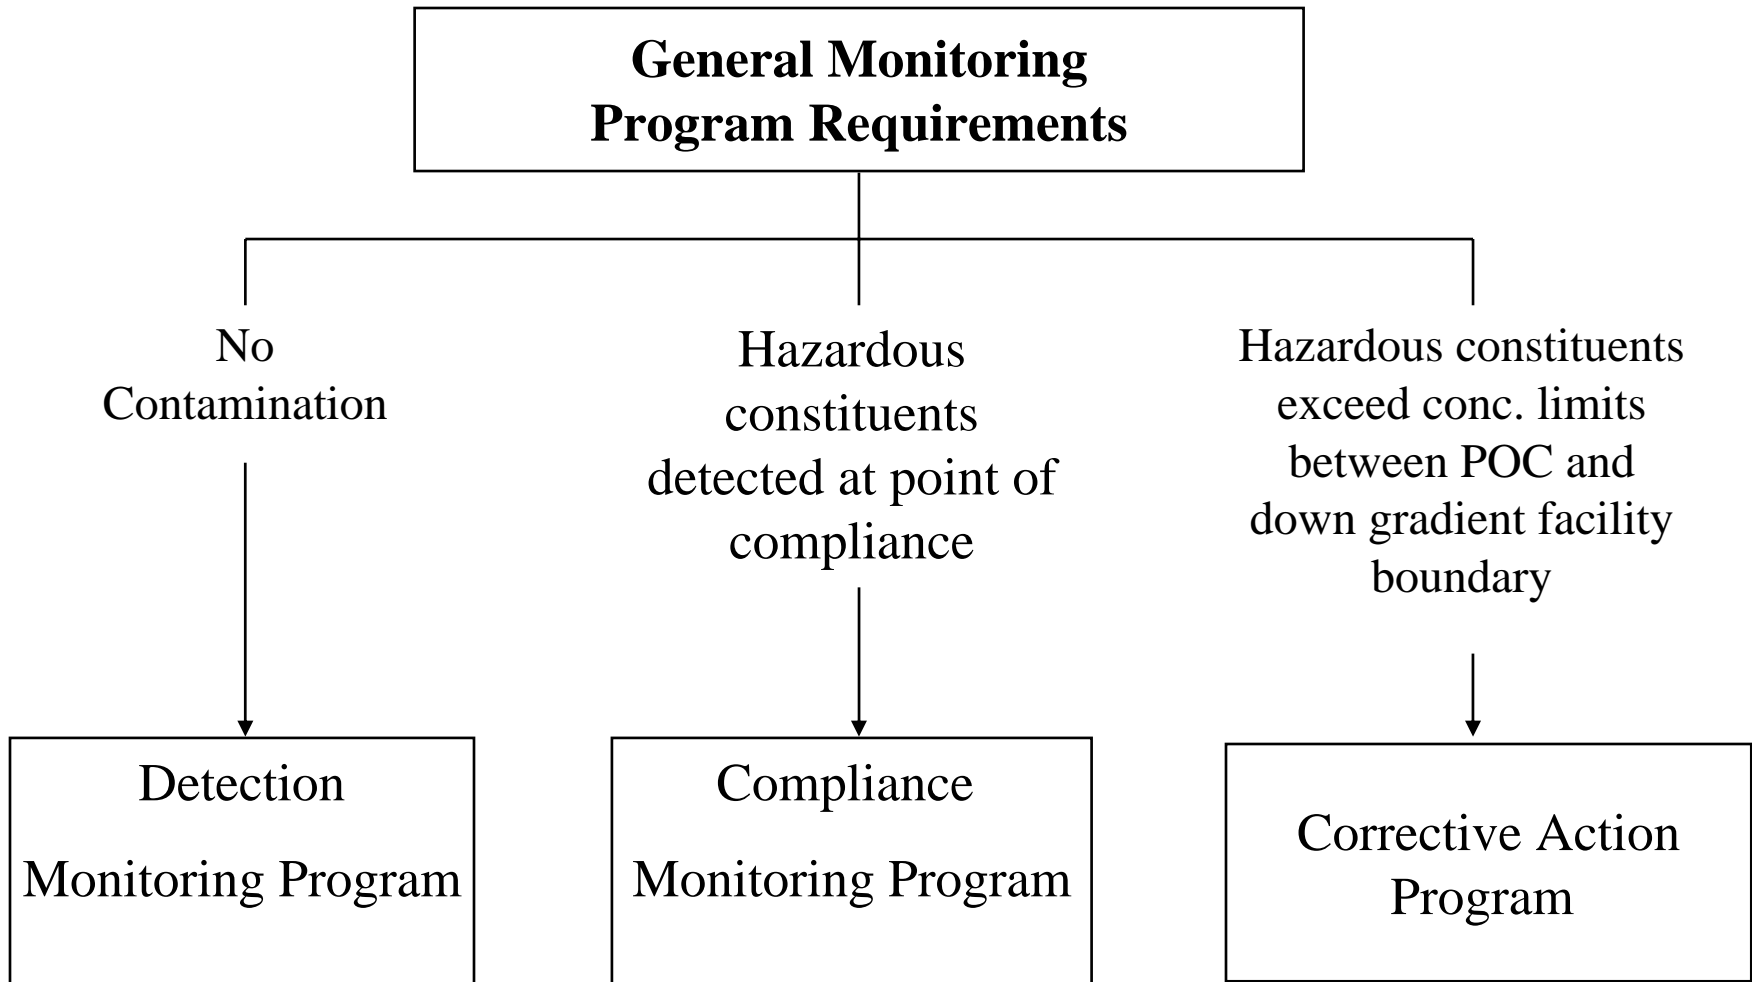 General Monitoring
Program Requirements
No
Contamination
Hazardous
constituents
detected at point of
compliance
Hazardous constituents
exceed conc. limits
between POC and
down gradient facility
boundary
Detection
Monitoring Program
Compliance
Monitoring Program
Corrective Action
Program